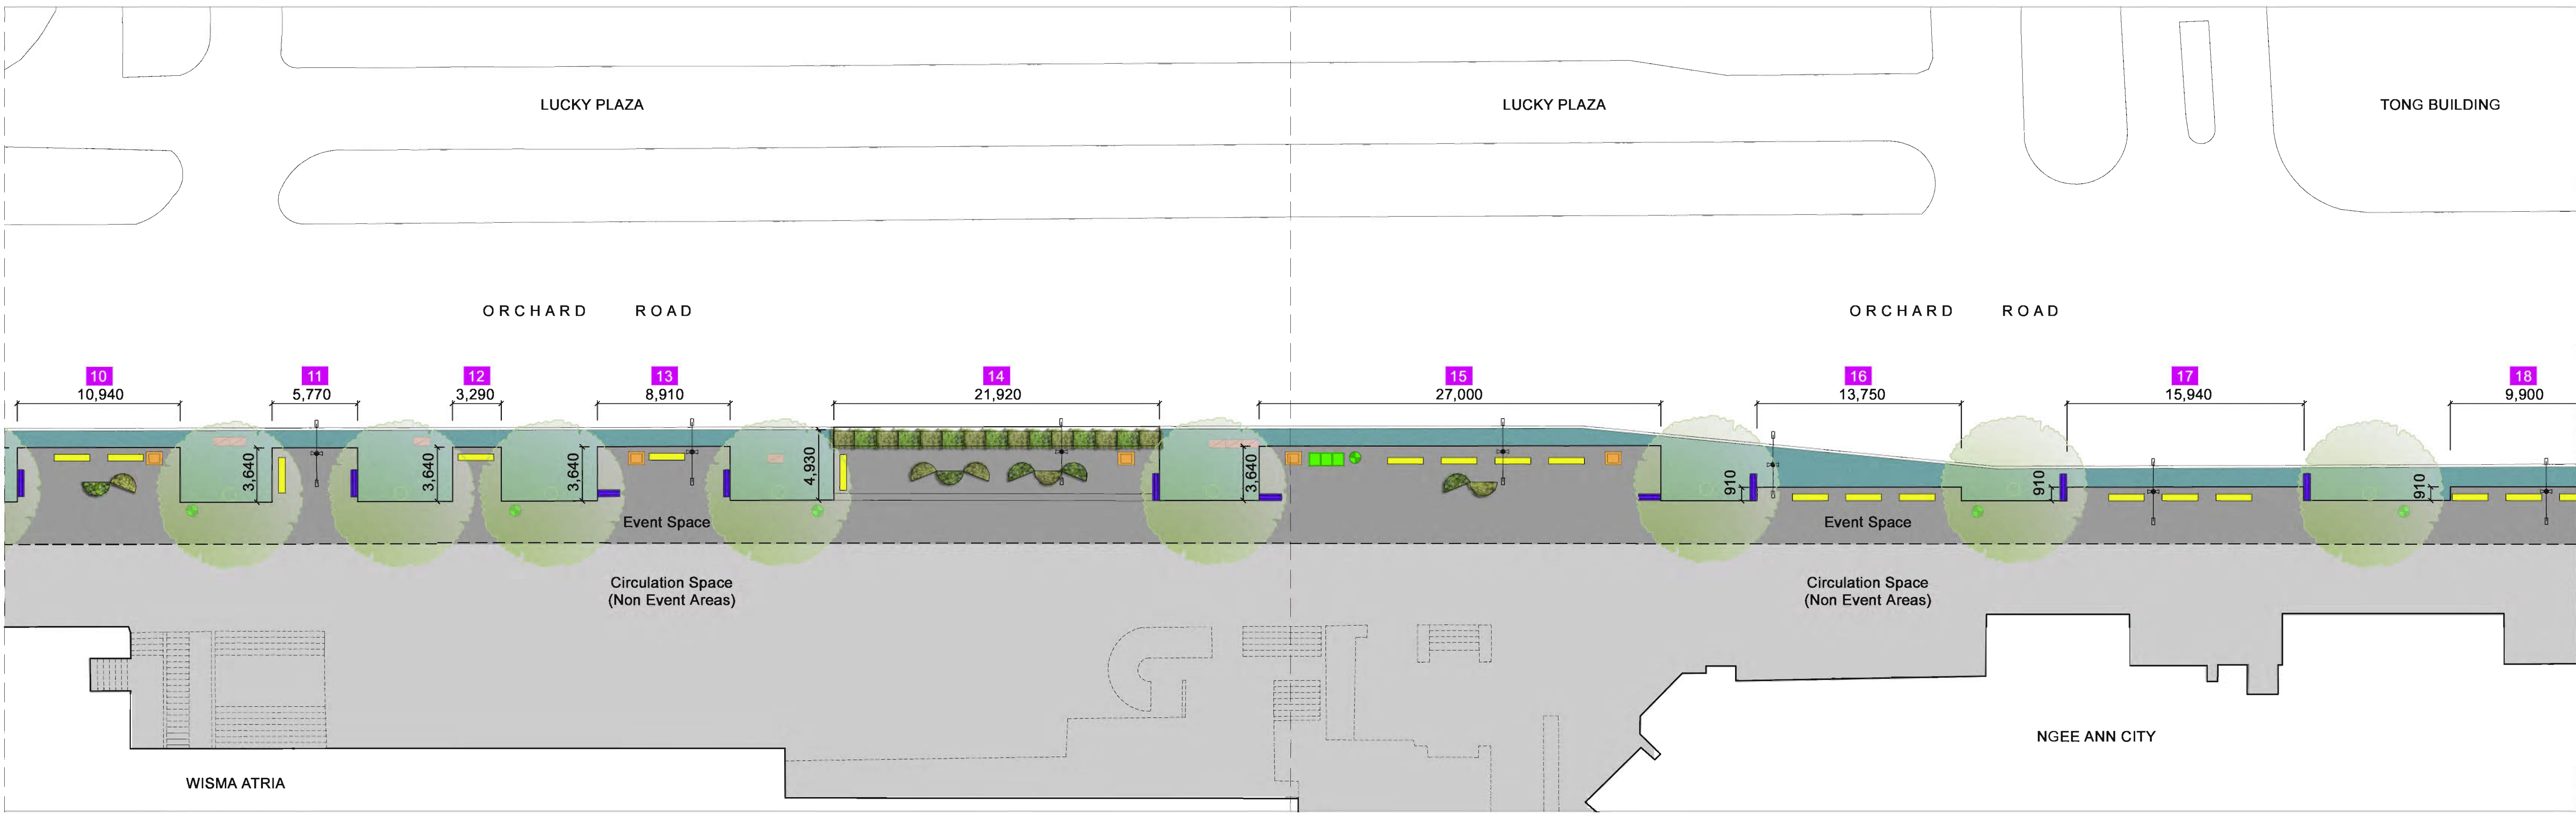 LUCKY PLAZA
LUCKY PLAZA
TONG BUILDING
ORCHARD ROAD
ORCHARD ROAD
10
11
12
13
14
15
16
17
18
10,940
5,770
3,290
8,910
21,920
27,000
13,750
15,940
9,900
3,640
3,640
3,640
4,930
3,640
910
910
910
Event Space
Event Space
Circulation Space
(Non Event Areas)
Circulation Space
(Non Event Areas)
NGEE ANN CITY
WISMA ATRIA